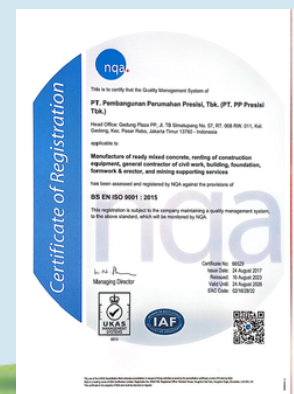 nqa.
Certificate of Registration
This is to certify that the Quality Management System of
PT. Pembangunan Perumahan Presisi, Tbk. (PT. PP Presisi
Tbk.)
Head Office: Gedung Plaza PP, Jl. TB Simatupang No. 57, RT. 008 RW. 011, Kel.
Gedong, Kec. Pasar Rebo, Jakarta Timur 13760 - Indonesia
applicable to
Manufacture of ready mixed concrete, renting of construction
equipment, general contractor of civil work, building, foundation,
formwork & erector, and mining supporting services
has been assessed and registered by NQA against the provisions of
BS EN ISO 9001 : 2015
This registration is subject to the company maintaining a quality management system,
to the above standard, which will be monitored by NQA.
nqa
Managing Director
Issue Date: 24 August 2017
Reissued: 16 August 2023
Valid Until: 24 August 2026
UKAS
MANAGEMENT
SYSTEMS
IAF